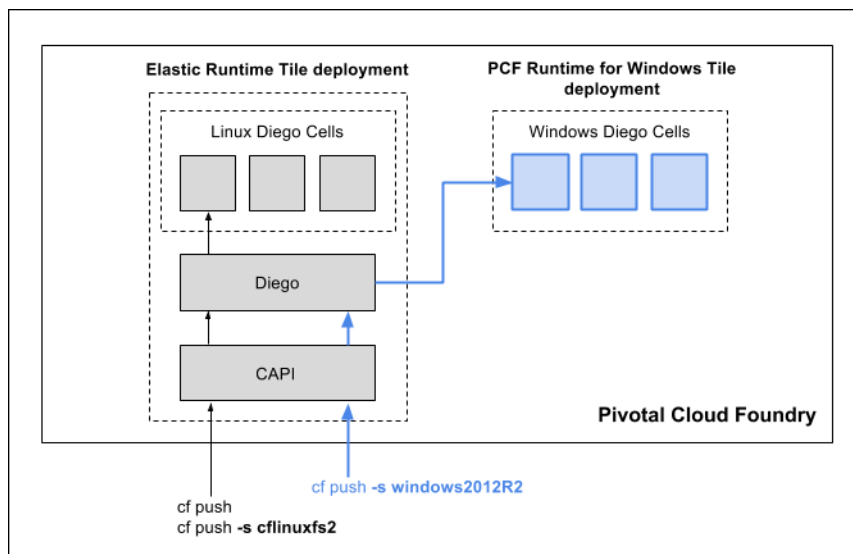 Elastic Runtime Tile deployment
PCF Runtime for Windows Tile
deployment
Linux Diego Cells
Windows Diego Cells
Diego
CAPI
Pivotal Cloud Foundry
cf push -s windows2012R2
cf push
cf push -s cflinuxfs2